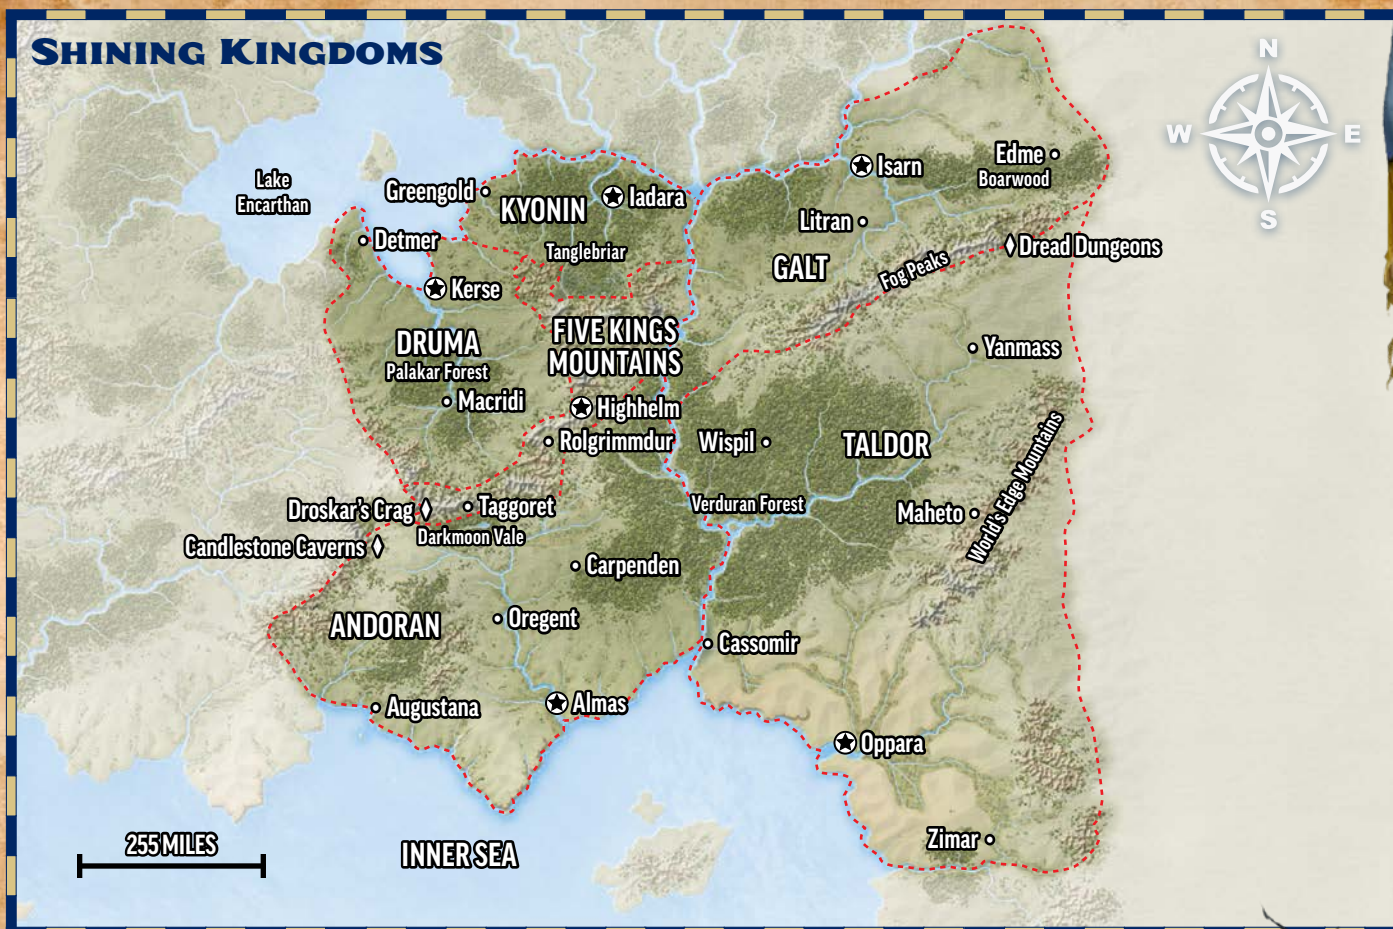 SHINING KINGDOMS
N
W
E
S
Lake
Encarthan
Greengold
KYONIN
Iadara
Isarn
Edme
Boarwood
Detmer
Tanglebriar
Litran
Dread Dungeons
Kerse
GALT
Fog Peaks
DRUMA
Palakar Forest
FIVE KINGS
MOUNTAINS
Yanmass
Macridi
Highhelm
Rolgrimmdur
Wispil
TALDOR
World's Edge Mountains
Droskar's Crag
Taggoret
Verduran Forest
Maheto
Candlestone Caverns
Darkmoon Vale
Carpenden
ANDORAN
Oregent
Cassomir
Augustana
Almas
Oppara
255 MILES
INNER SEA
Zimar